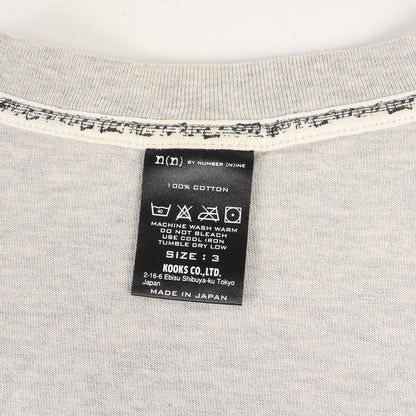 n(n) BY NUMBER (N)INE
100% COTTON
40
MACHINE WASH WARM
DO NOT BLEACH
USE COOL IRON
TUMBLE DRY LOW
SIZE : 3
KOOKS CO.,LTD.
2-16-6 Ebisu Shibuya-ku Tokyo
Japan
MADE IN JAPAN